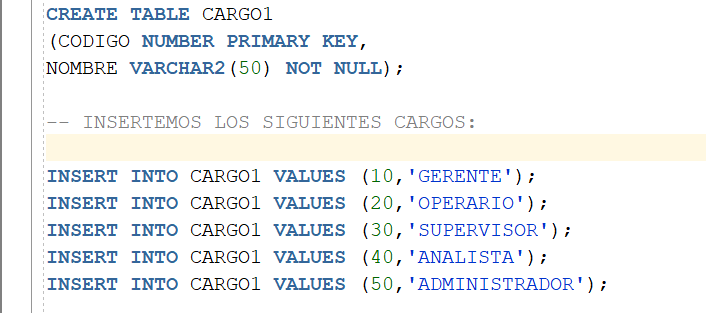 CREATE TABLE CARGO1
(CODIGO NUMBER PRIMARY KEY,
NOMBRE VARCHAR2(50) NOT NULL);
-- INSERTEMOS LOS SIGUIENTES CARGOS:
INSERT INTO CARGO1 VALUES (10,'GERENTE');
INSERT INTO CARGO1 VALUES (20,'OPERARIO');
INSERT INTO CARGO1 VALUES (30,'SUPERVISOR');
INSERT INTO CARGO1 VALUES (40,'ANALISTA');
INSERT INTO CARGO1 VALUES (50,'ADMINISTRADOR');